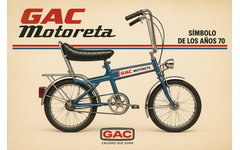 GAC
Motoreta
SÍMBOLO
DE LOS AÑOS 70
GAC MOTORETA
GAC
CALIDAD QUE DURA